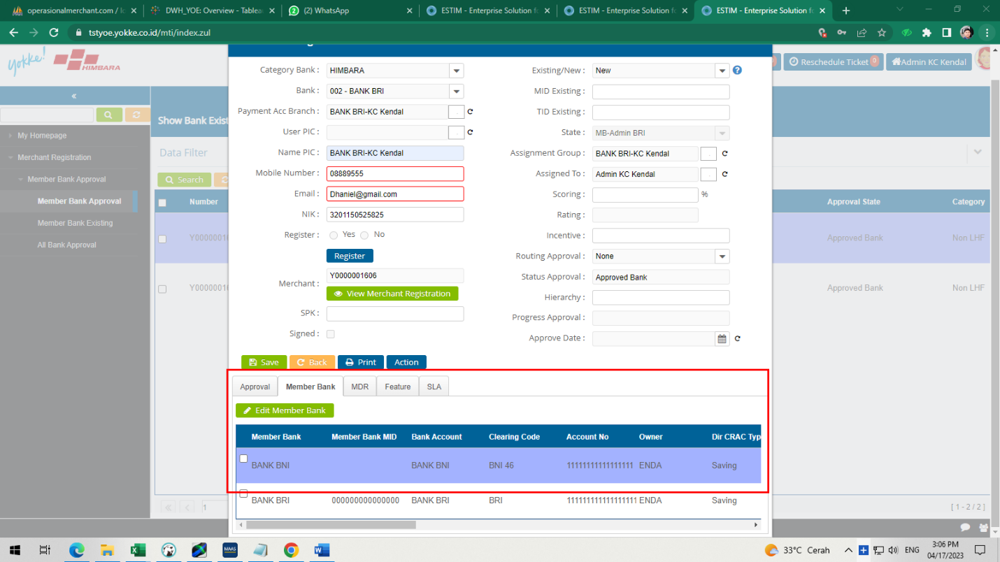 operasionalmerchant.com / lc
DWH_YOE: Overview - Tablea
(2) WhatsApp
ESTIM - Enterprise Solution fo
ESTIM - Enterprise Solution fo
ESTIM - Enterprise Solution fo
tstyoe.yokke.co.id/mti/index.zul
yokke!
HIMBARA
Reschedule Ticket 0
Admin KC Kendal
Category Bank : HIMBARA
Existing/New : New
Bank : 002 - BANK BRI
MID Existing :
Payment Acc Branch : BANK BRI-KC Kendal
TID Existing :
User PIC :
State : MB-Admin BRI
Name PIC : BANK BRI-KC Kendal
Assignment Group : BANK BRI-KC Kendal
Mobile Number : 08889555
Assigned To : Admin KC Kendal
Email : Dhaniel@gmail.com
Scoring : %
NIK : 3201150525825
Rating :
Register : Yes No
Incentive :
Register
Routing Approval : None
Merchant : Y0000001606
Status Approval : Approved Bank
View Merchant Registration
Hierarchy :
SPK :
Progress Approval :
Signed :
Approve Date :
Save Back Print Action
Show Bank Exist
Data Filter
Search
Number
Approval State
Category
Y00000010
Approved Bank
Non LHF
Y00000010
Approved Bank
Non LHF
My Homepage
Merchant Registration
Member Bank Approval
Member Bank Approval
Member Bank Existing
All Bank Approval
Approval Member Bank MDR Feature SLA
Edit Member Bank
Member Bank Member Bank MID Bank Account Clearing Code Account No Owner Dir CRAC Typ
BANK BNI BANK BNI BNI 46 ENDA Saving
BANK BRI 000000000000000 BANK BRI BRI ENDA Saving
1
[ 1 - 2 / 2 ]
MAAS
33°C Cerah
ENG
3:06 PM
04/17/2023